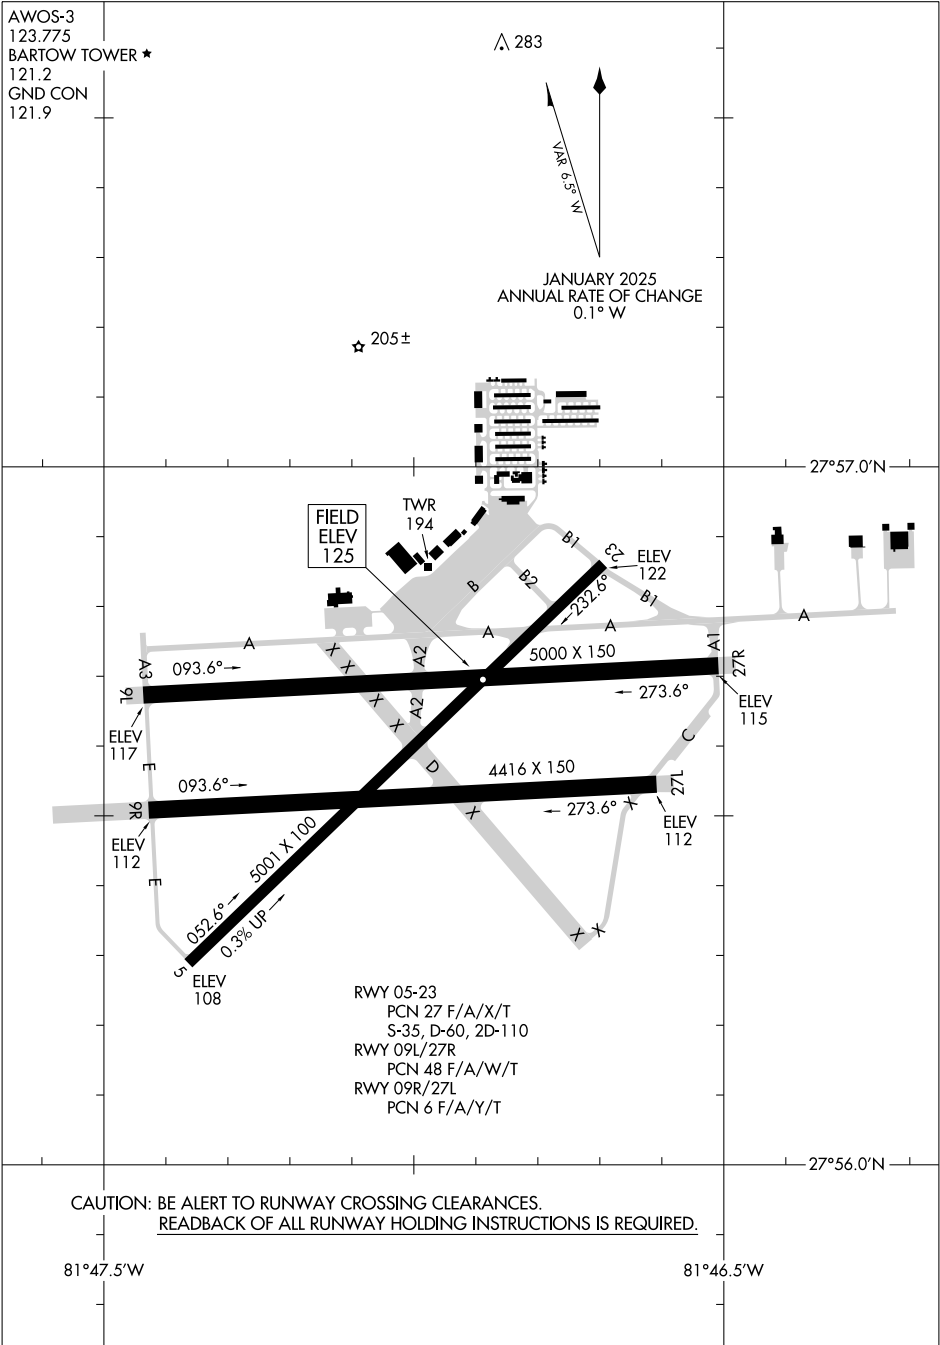 AWOS-3
123.775
BARTOW TOWER ★
121.2
GND CON
121.9
283
VAR 6.5° W
JANUARY 2025
ANNUAL RATE OF CHANGE
0.1° W
205±
27°57.0'N
FIELD
ELEV
125
TWR
194
B1
23
ELEV
122
B
B2
232.6°
B1
A
A
A
A
A1
A2
X
X
A3
093.6°
5000 X 150
27R
9L
273.6°
ELEV
115
X
A2
X
ELEV
117
C
E
D
093.6°
4416 X 150
27L
9R
X
273.6°
X
ELEV
112
ELEV
112
5001 X 100
E
052.6°
0.3% UP
X
X
X
5
ELEV
108
RWY 05-23
PCN 27 F/A/X/T
S-35, D-60, 2D-110
RWY 09L/27R
PCN 48 F/A/W/T
RWY 09R/27L
PCN 6 F/A/Y/T
27°56.0'N
CAUTION: BE ALERT TO RUNWAY CROSSING CLEARANCES.
READBACK OF ALL RUNWAY HOLDING INSTRUCTIONS IS REQUIRED.
81°47.5'W
81°46.5'W